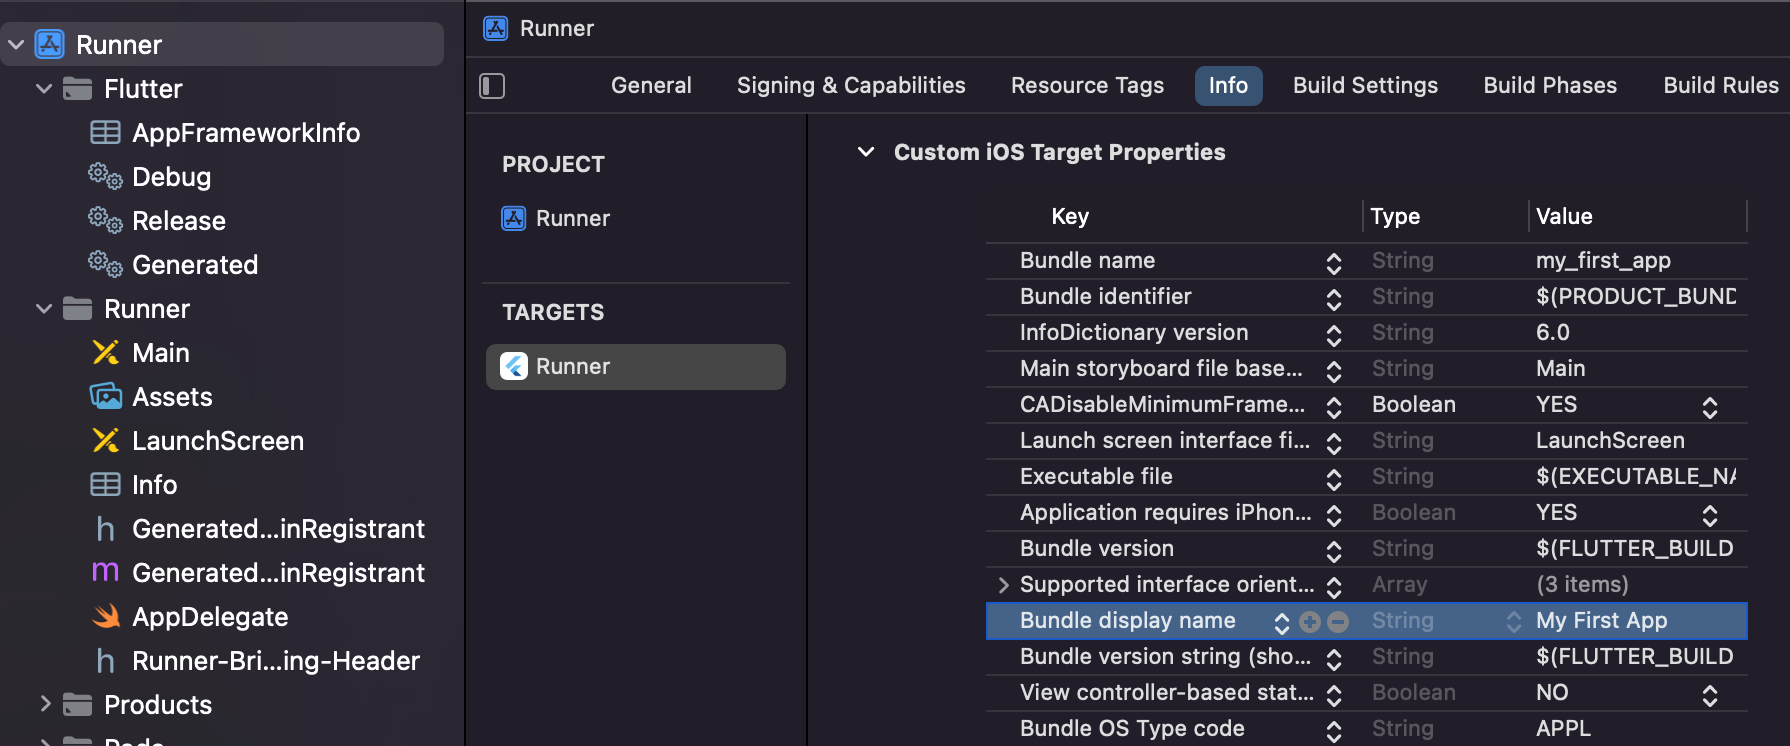 Runner
Flutter
AppFrameworkInfo
Debug
Release
Generated
Runner
Main
Assets
LaunchScreen
Info
h Generated...inRegistrant
m Generated...inRegistrant
AppDelegate
h Runner-Bri...ing-Header
Products
Runner
General Signing & Capabilities Resource Tags Info Build Settings Build Phases Build Rules
PROJECT
Runner
TARGETS
Runner
Custom iOS Target Properties
Key Type Value
Bundle name String my_first_app
Bundle identifier String $(PRODUCT_BUND
InfoDictionary version String 6.0
Main storyboard file base... String Main
CADisableMinimumFrame... Boolean YES
Launch screen interface fi... String LaunchScreen
Executable file String $(EXECUTABLE_NA
Application requires iPhon... Boolean YES
Bundle version String $(FLUTTER_BUILD
Supported interface orient... Array (3 items)
Bundle display name String My First App
Bundle version string (sho... String $(FLUTTER_BUILD
View controller-based stat... Boolean NO
Bundle OS Type code String APPL